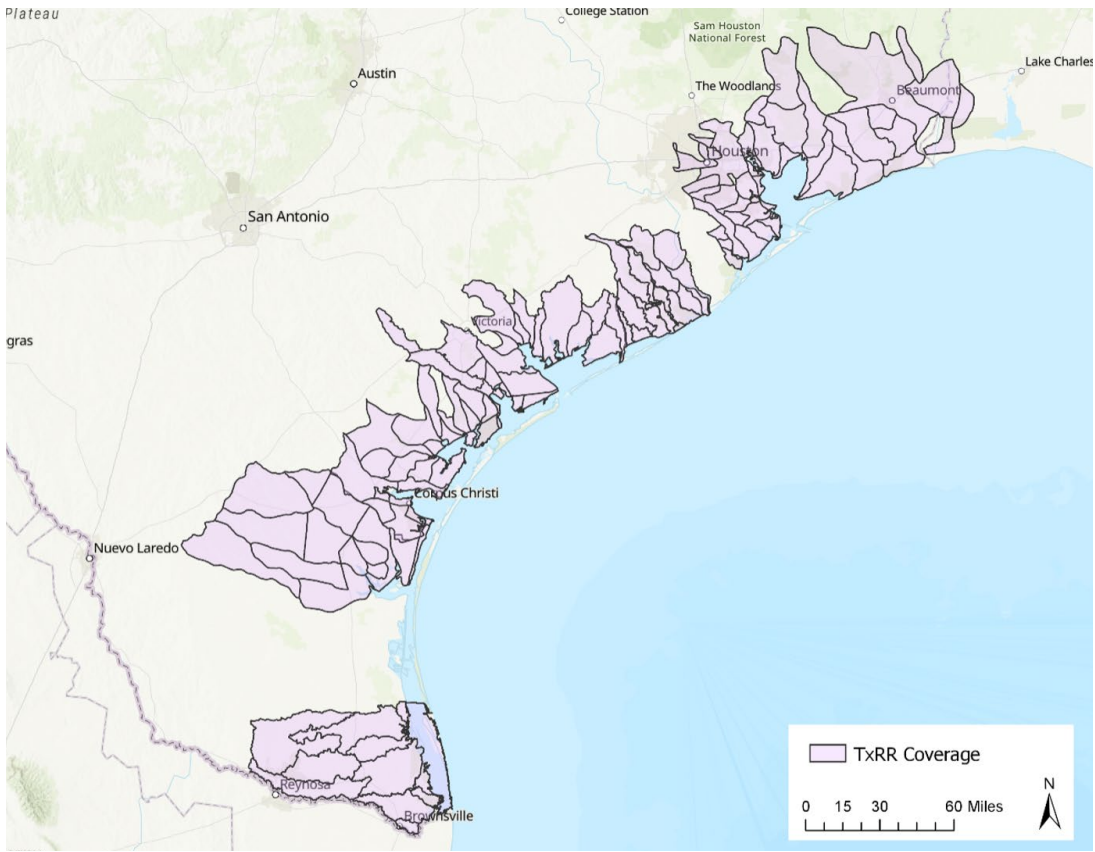 Plateau
College Station
Sam Houston
National Forest
Austin
Lake Charles
The Woodlands
Beaumont
Houston
San Antonio
Victoria
gras
Corpus Christi
Nuevo Laredo
TxRR Coverage
Reynosa
0 15 30 60 Miles
N
Brownsville